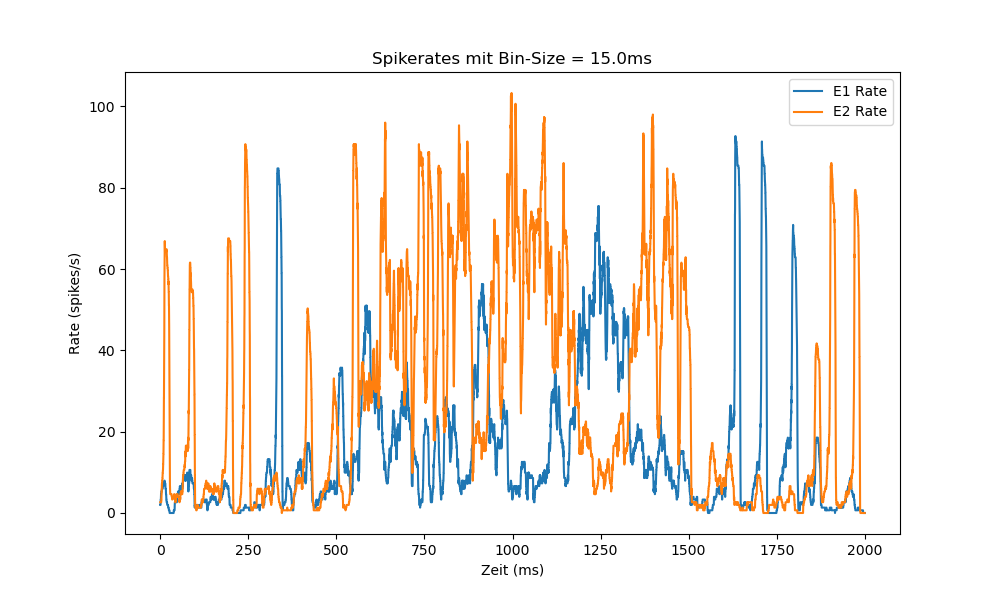 Spikerates mit Bin-Size = 15.0ms
E1 Rate
E2 Rate
100
80
60
40
20
0
Rate (spikes/s)
0 250 500 750 1000 1250 1500 1750 2000
Zeit (ms)